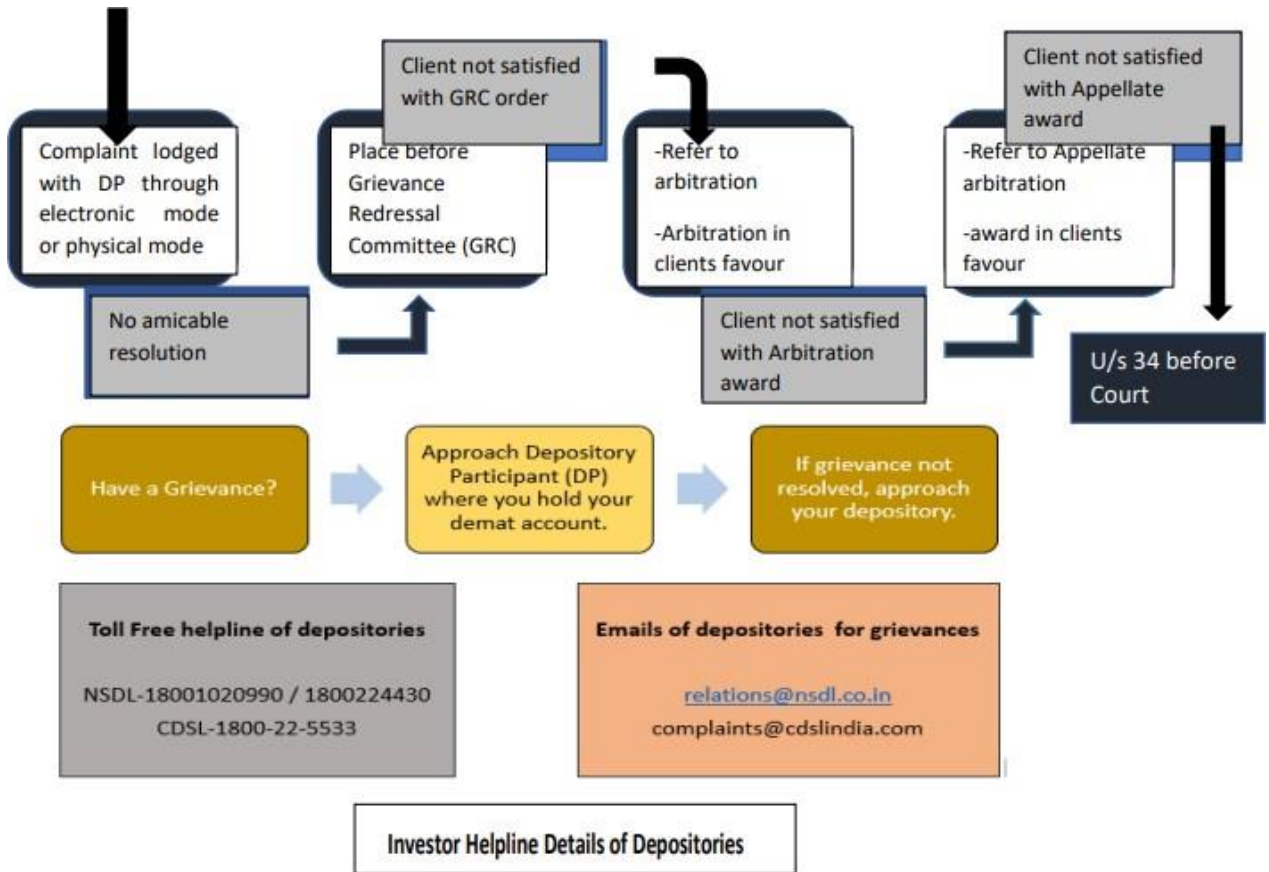 Complaint lodged
with DP through
electronic mode
or physical mode
No amicable
resolution
Place before
Grievance
Redressal
Committee (GRC)
Client not satisfied
with GRC order
-Refer to
arbitration
-Arbitration in
clients favour
Client not satisfied
with Arbitration
award
-Refer to Appellate
arbitration
-award in clients
favour
Client not satisfied
with Appellate
award
U/s 34 before
Court
Have a Grievance?
Approach Depository
Participant (DP)
where you hold your
demat account.
If grievance not
resolved, approach
your depository.
Toll Free helpline of depositories
NSDL-18001020990 / 1800224430
CDSL-1800-22-5533
Emails of depositories for grievances
relations@nsdl.co.in
complaints@cdslindia.com
Investor Helpline Details of Depositories